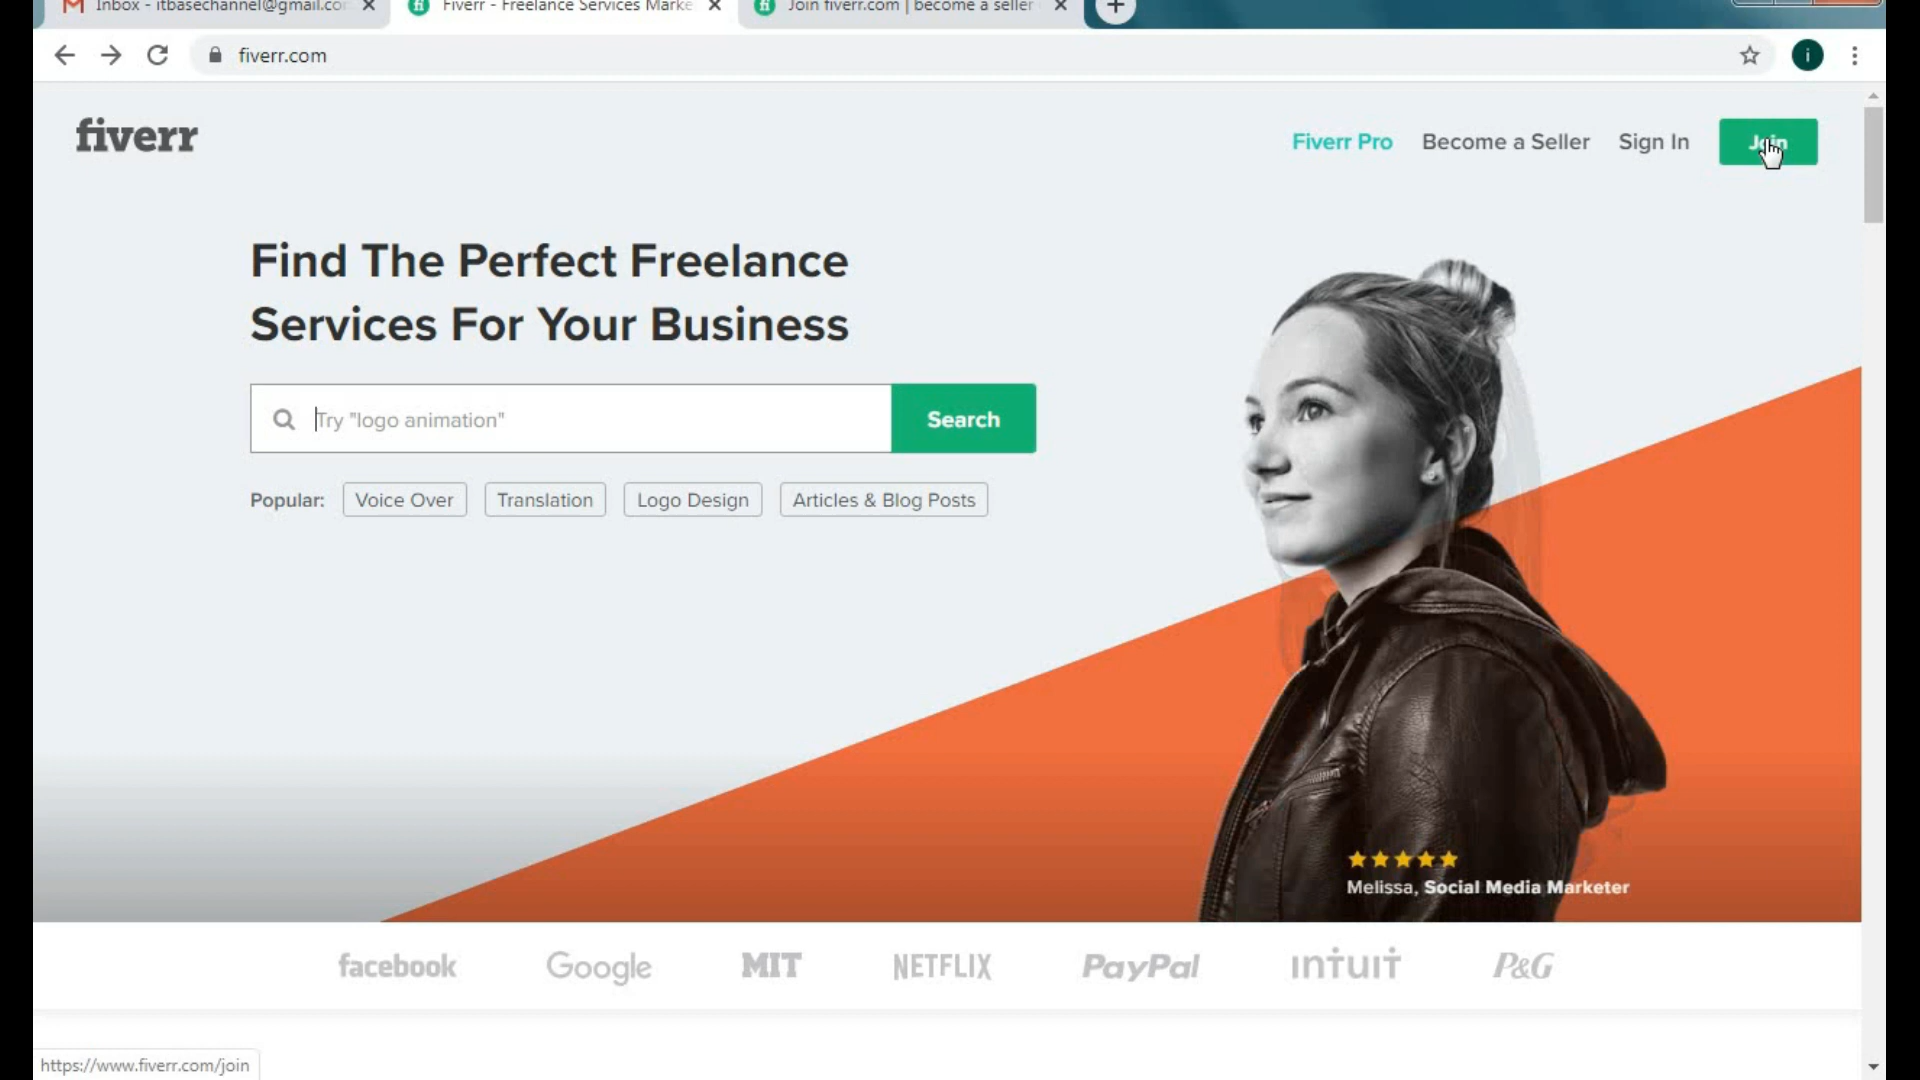 Inbox - itbasechannel@gmail.co
Fiverr - Freelance Services Marke
Join fiverr.com | become a seller
fiverr.com
i
fiverr
Fiverr Pro
Become a Seller
Sign In
Join
Find The Perfect Freelance
Services For Your Business
Try "logo animation"
Search
Popular:
Voice Over
Translation
Logo Design
Articles & Blog Posts
Melissa, Social Media Marketer
facebook
Google
MIT
NETFLIX
PayPal
intuit
P&G
https://www.fiverr.com/join